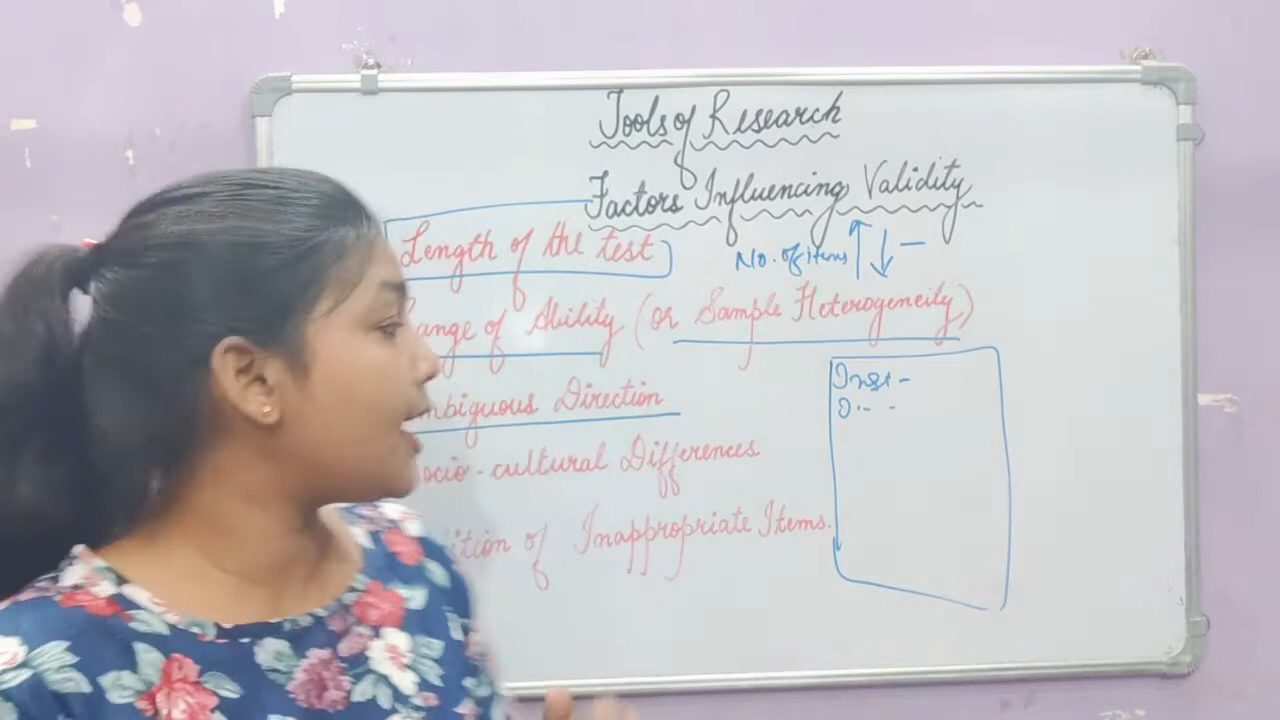 Tools of Research
Factors Influencing Validity
Length of the test
No. of items
ange of Ability (or Sample Heterogeneity)
mbiguous Direction
ocio-cultural Differences
ition of Inappropriate Items.